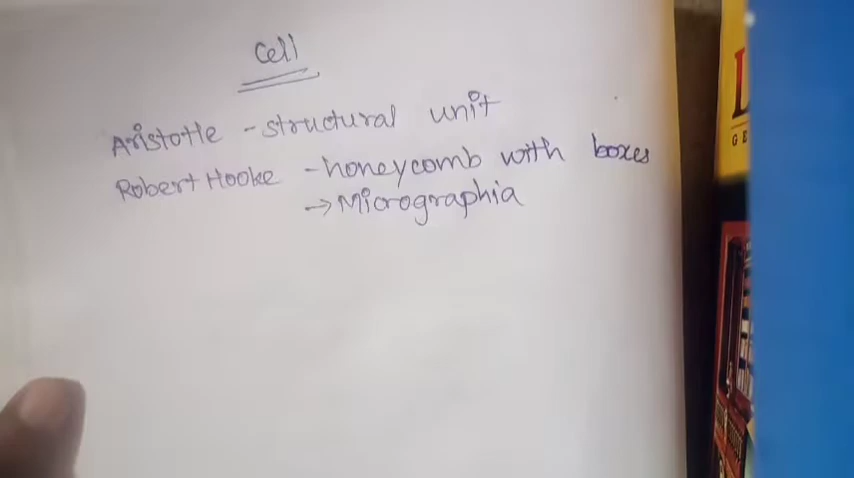 Cell
Aristotle - structural unit
Robert Hooke - honeycomb with boxes
→ Micrographia